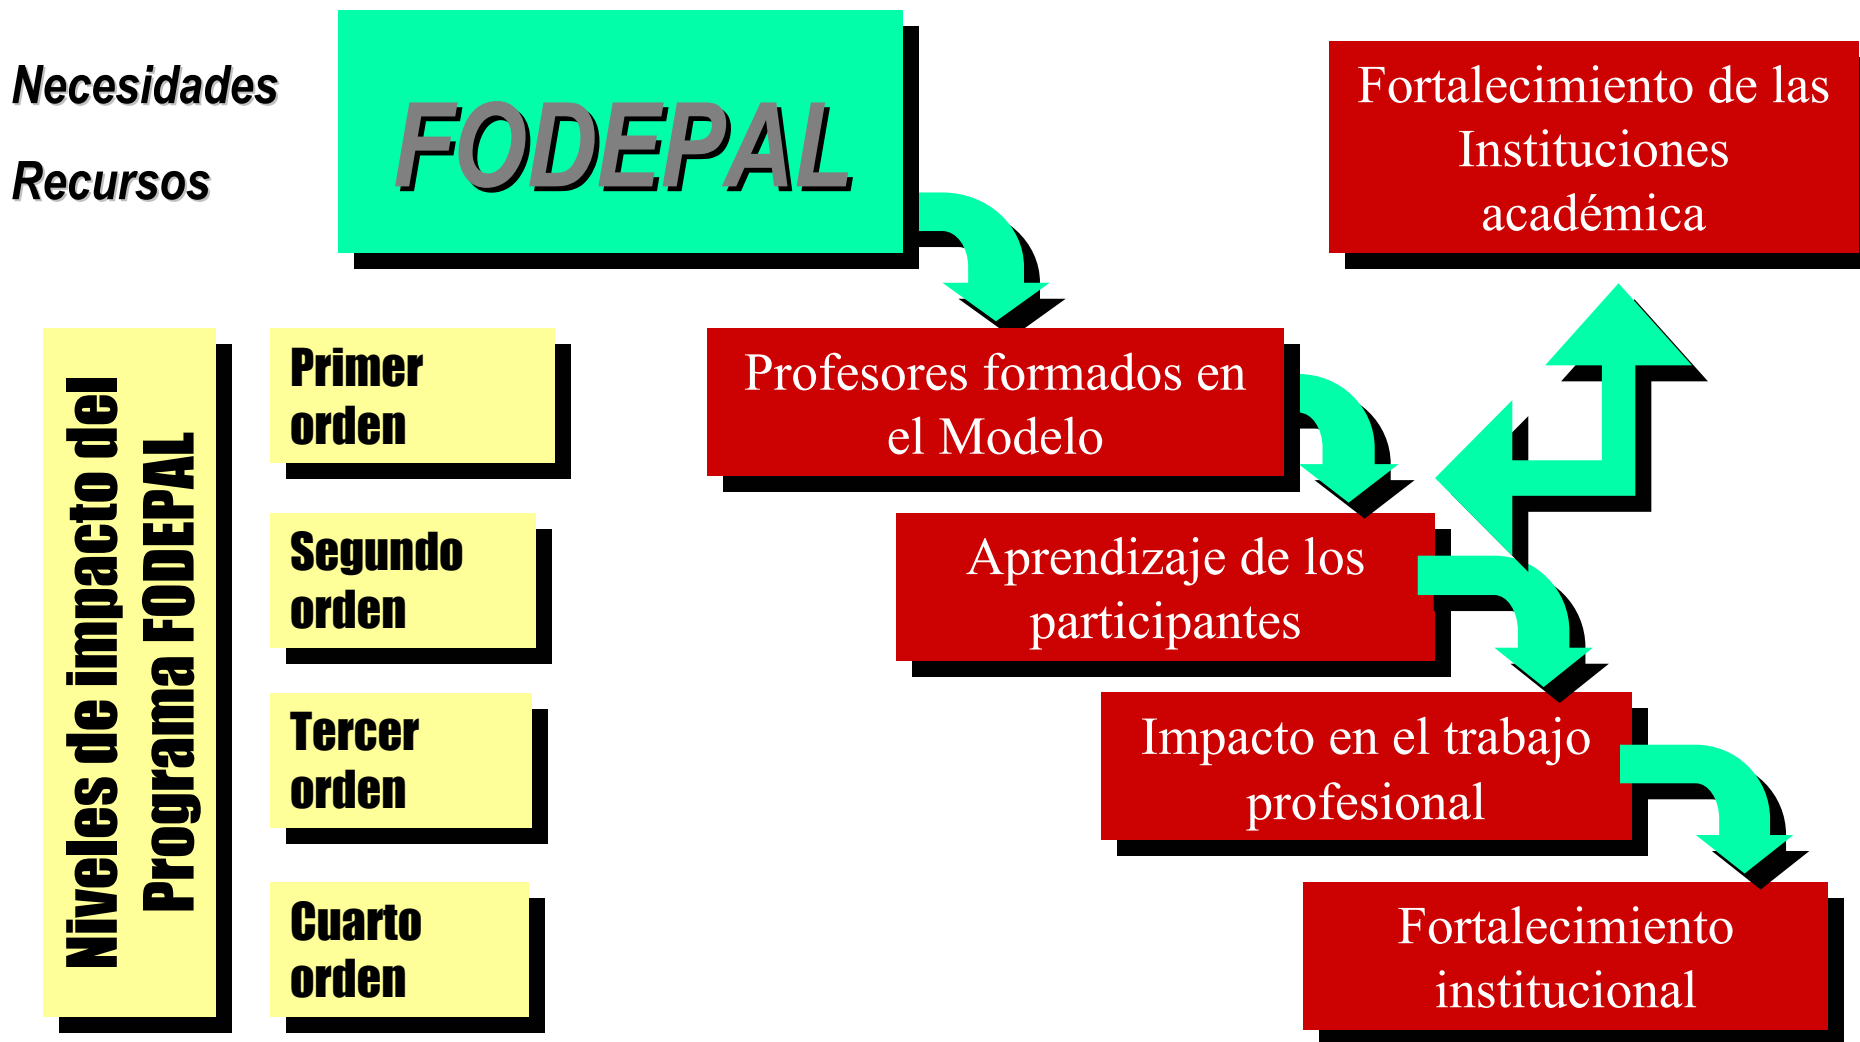 Necesidades
Recursos
FODEPAL
Fortalecimiento de las
Instituciones
académica
Niveles de impacto del
Programa FODEPAL
Primer
orden
Profesores formados en
el Modelo
Segundo
orden
Aprendizaje de los
participantes
Tercer
orden
Impacto en el trabajo
profesional
Cuarto
orden
Fortalecimiento
institucional